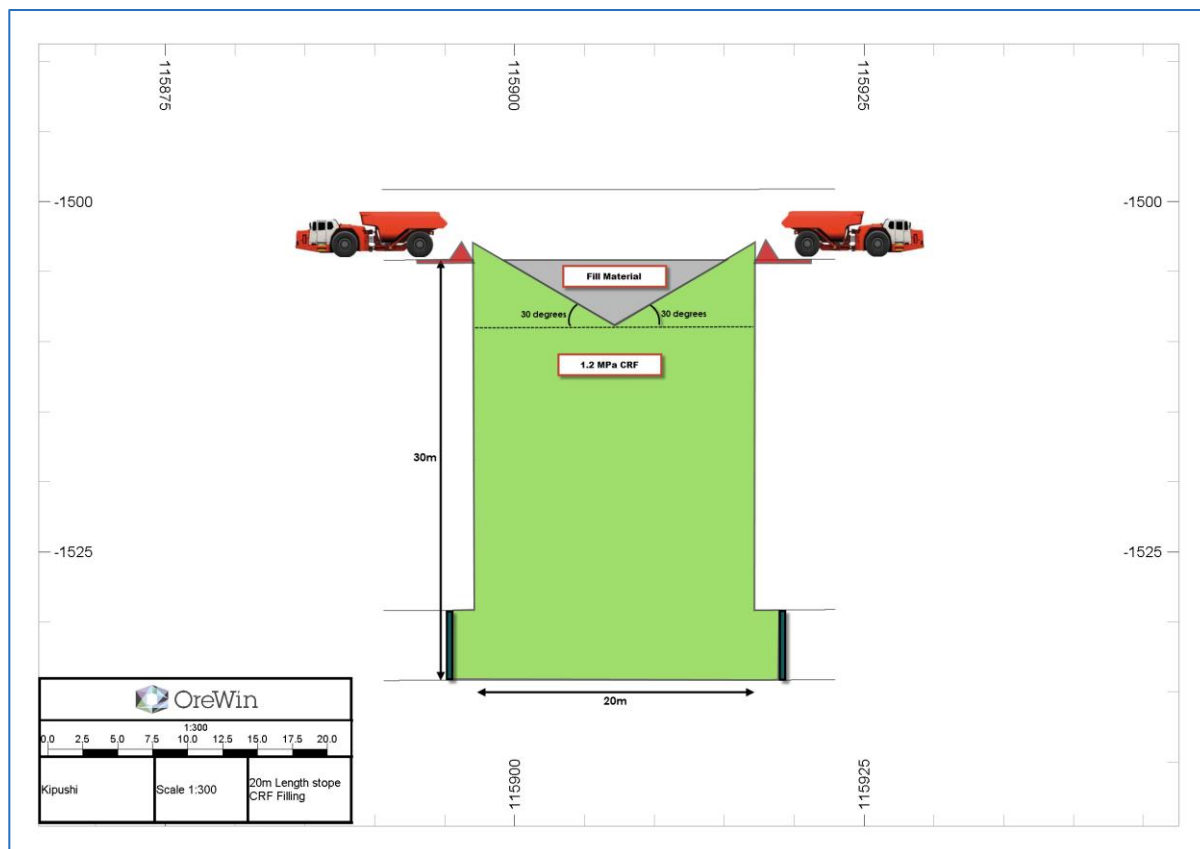 115875
115900
115925
-1500
-1500
Fill Material
30 degrees
30 degrees
1.2 MPa CRF
30m
-1525
-1525
20m
OreWin
1:300
0.0 2.5 5.0 7.5 10.0 12.5 15.0 17.5 20.0
Kipushi
Scale 1:300
20m Length stope
CRF Filling
115900
115925